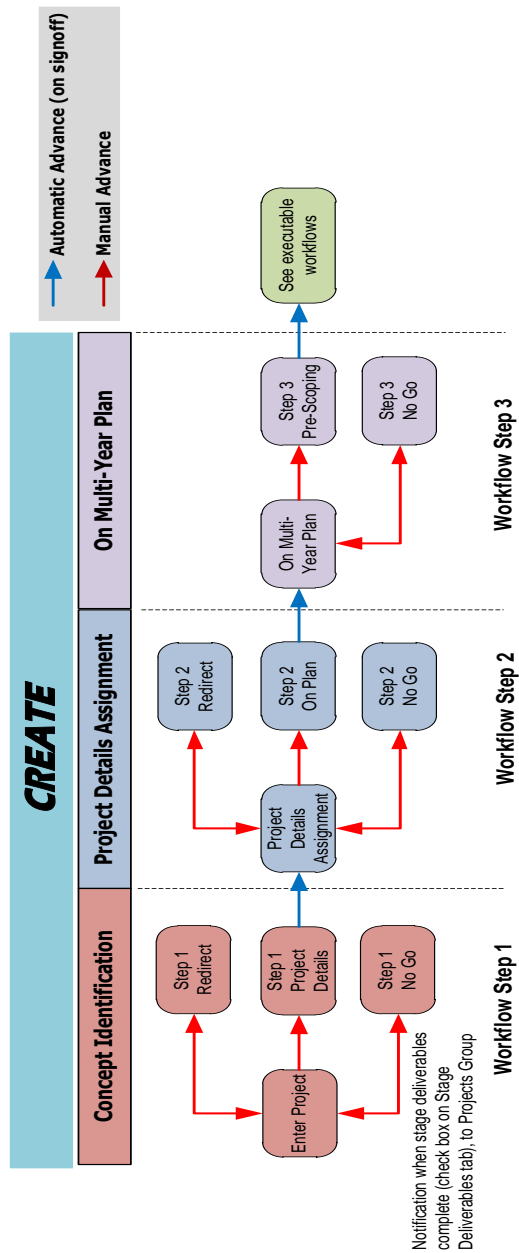 CREATE
Automatic Advance (on signoff)
Manual Advance
Concept Identification
Project Details Assignment
On Multi-Year Plan
Enter Project
Step 1
Redirect
Step 1
Project
Details
Step 1
No Go
Project
Details
Assignment
Step 2
Redirect
Step 2
On Plan
Step 2
No Go
On Multi-
Year Plan
Step 3
Pre-Scoping
Step 3
No Go
See executable
workflows
Notification when stage deliverables
complete (check box on Stage
Deliverables tab), to Projects Group
Workflow Step 1
Workflow Step 2
Workflow Step 3